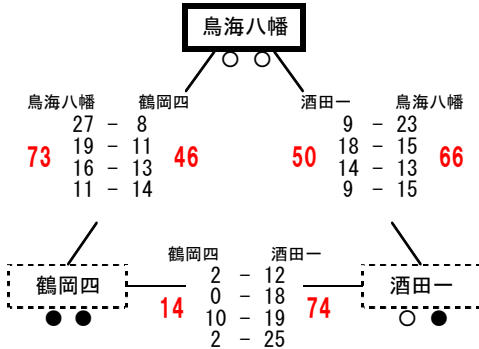 鳥海八幡
○ ○
鳥海八幡 鶴岡四
27 - 8
19 - 11
16 - 13
11 - 14
73 46
酒田一 鳥海八幡
9 - 23
18 - 15
14 - 13
9 - 15
50 66
鶴岡四
● ●
鶴岡四 酒田一
2 - 12
0 - 18
10 - 19
2 - 25
14 74
酒田一
○ ●